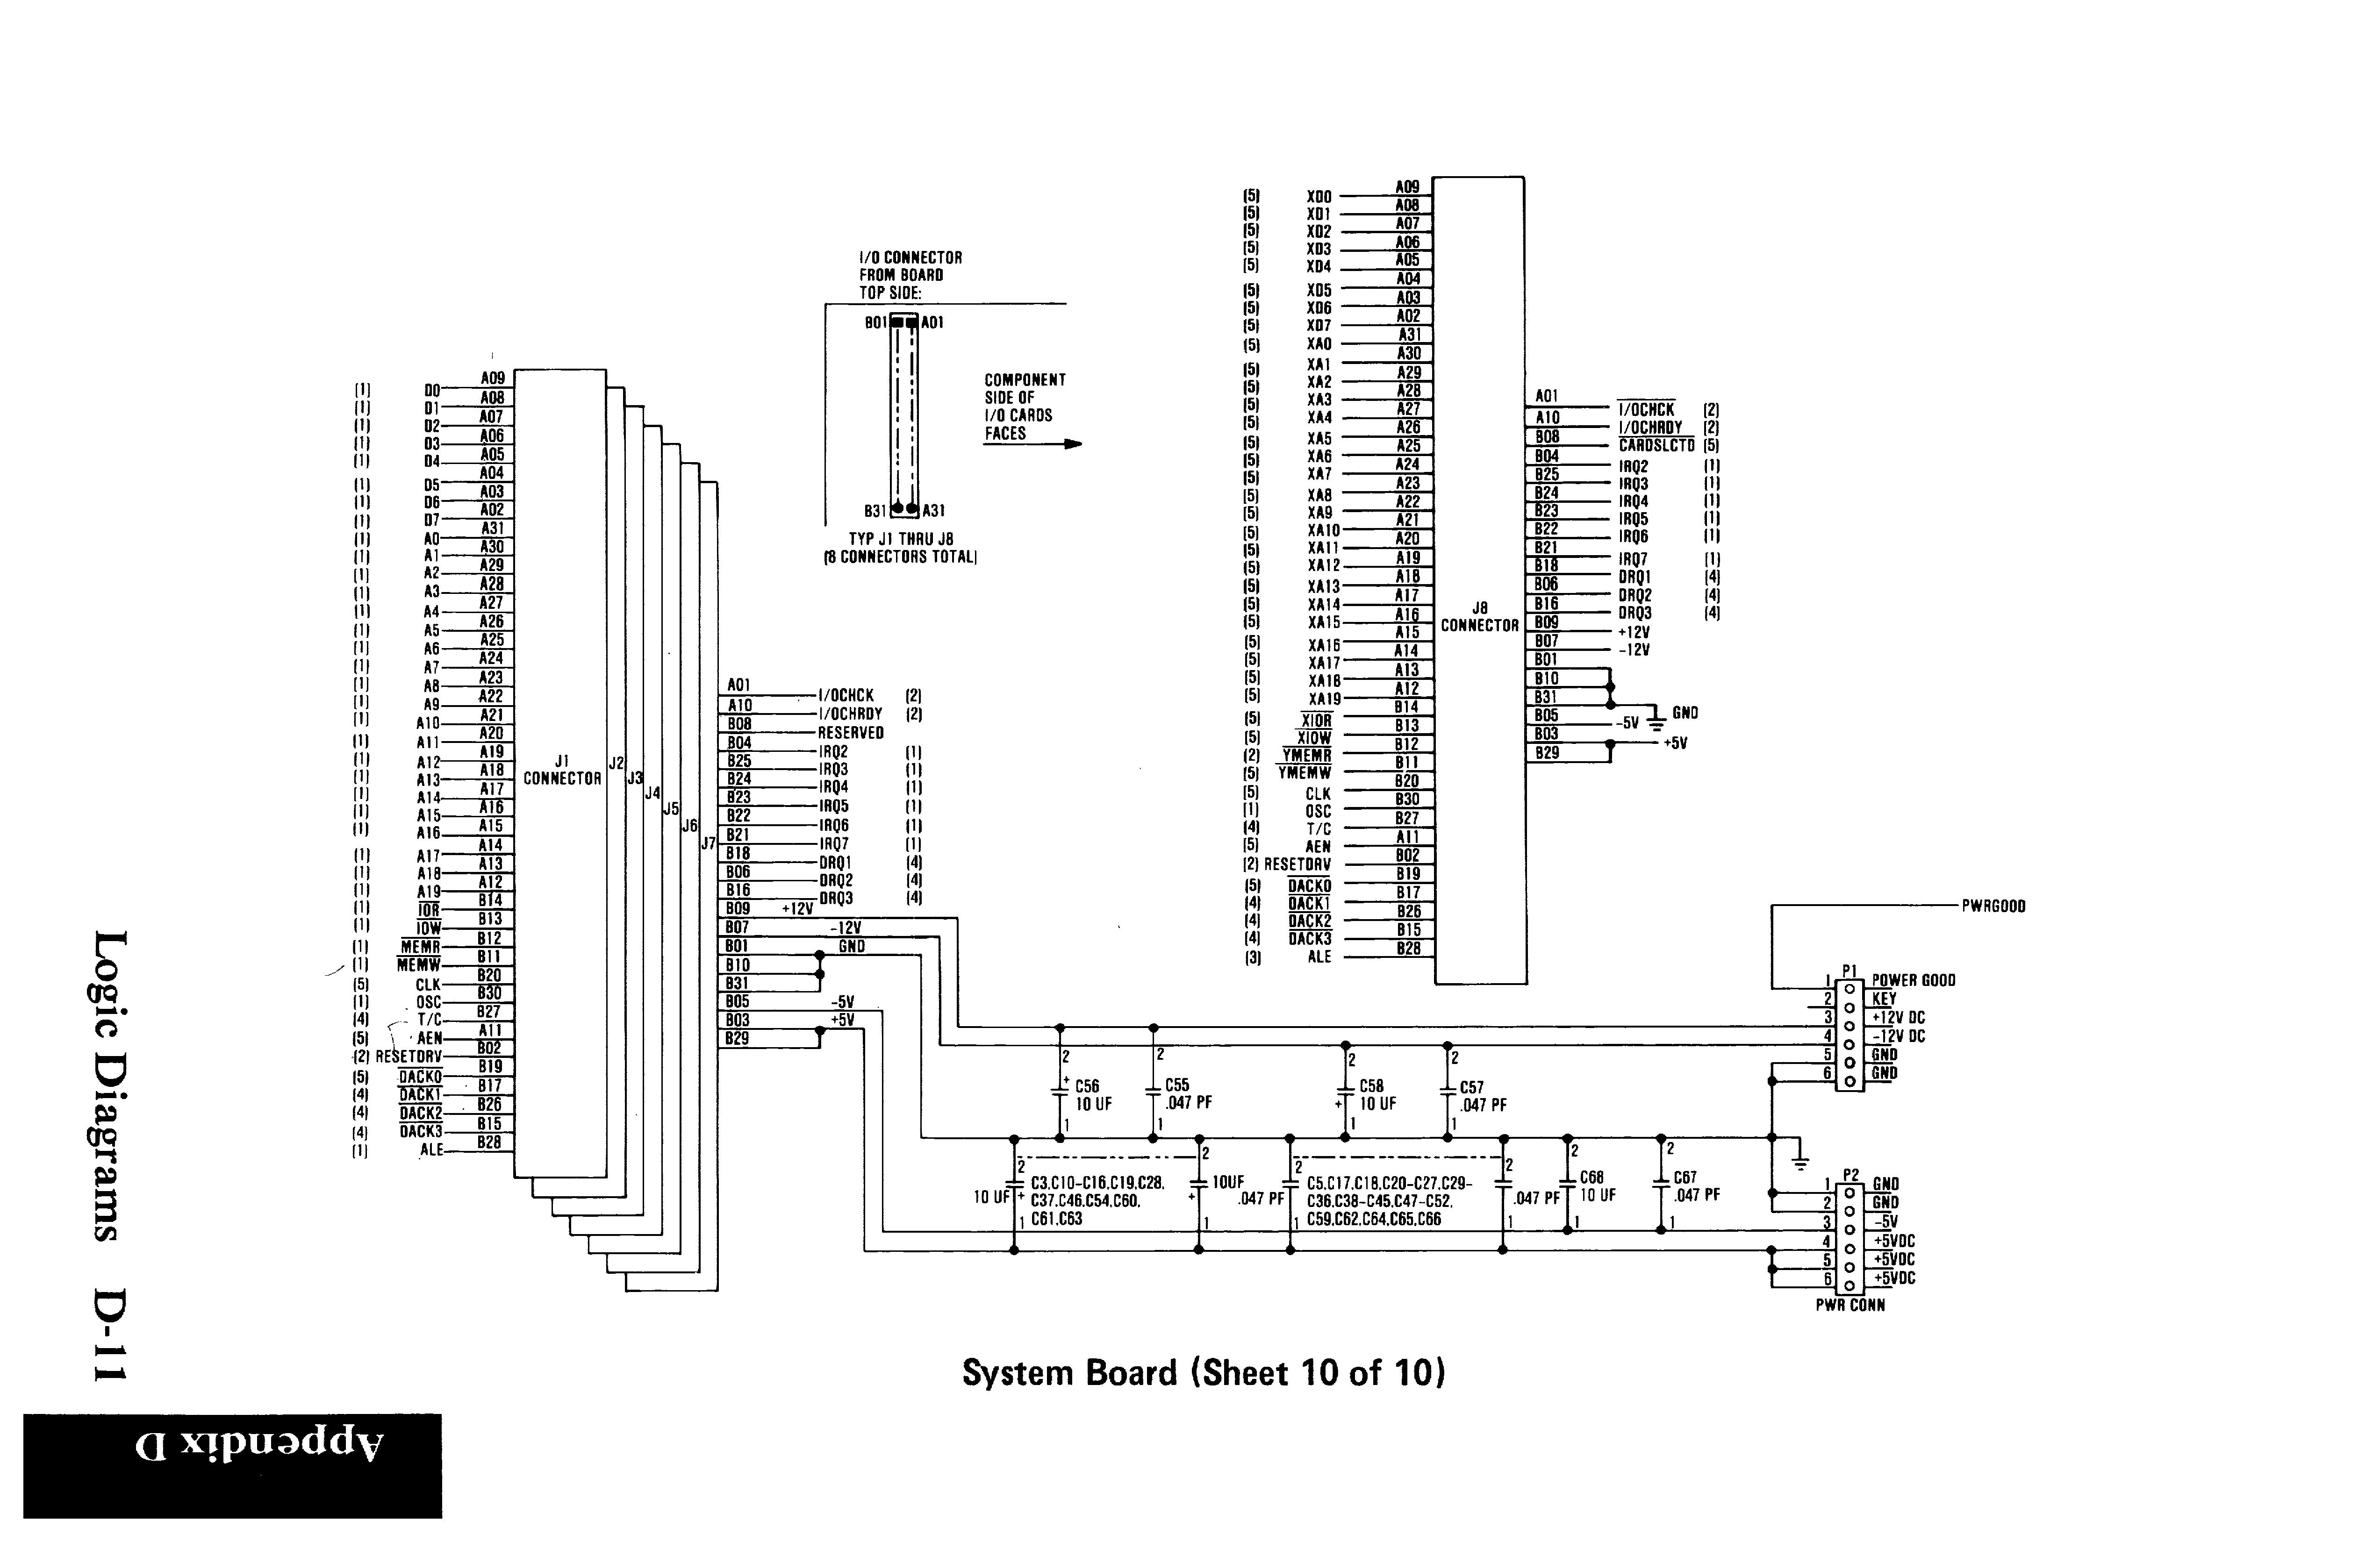 I/O CONNECTOR
FROM BOARD
TOP SIDE:
B01 A01
COMPONENT
SIDE OF
I/O CARDS
FACES
B31 A31
TYP J1 THRU J8
(8 CONNECTORS TOTAL)
(1) D0 A09
(1) D1 A08
(1) D2 A07
(1) D3 A06
(1) D4 A05
(1) D5 A04
(1) D6 A03
(1) D7 A02
(1) A0 A31
(1) A1 A30
(1) A2 A29
(1) A3 A28
(1) A4 A27
(1) A5 A26
(1) A6 A25
(1) A7 A24
(1) A8 A23
(1) A9 A22
(1) A10 A21
(1) A11 A20
(1) A12 A19
(1) A13 A18
(1) A14 A17
(1) A15 A16
(1) A16 A15
(1) A17 A14
(1) A18 A13
(1) A19 A12
(1) IOR B14
(1) IOW B13
(1) MEMR B12
(1) MEMW B11
(5) CLK B20
(1) OSC B30
(4) T/C B27
(5) AEN A11
(2) RESETDRV B02
(5) DACK0 B19
(4) DACK1 B17
(4) DACK2 B26
(4) DACK3 B15
(1) ALE B28
J1
CONNECTOR
J2
J3
J4
J5
J6
J7
A01 I/OCHCK (2)
A10 I/OCHRDY (2)
B08 RESERVED
B04 IRQ2 (1)
B25 IRQ3 (1)
B24 IRQ4 (1)
B23 IRQ5 (1)
B22 IRQ6 (1)
B21 IRQ7 (1)
B18 DRQ1 (4)
B06 DRQ2 (4)
B16 DRQ3 (4)
B09 +12V
B07 -12V
B01 GND
B10
B31
B05 -5V
B03 +5V
B29
(5) XD0 A09
(5) XD1 A08
(5) XD2 A07
(5) XD3 A06
(5) XD4 A05
(5) XD5 A04
(5) XD6 A03
(5) XD7 A02
(5) XA0 A31
(5) XA1 A30
(5) XA2 A29
(5) XA3 A28
(5) XA4 A27
(5) XA5 A26
(5) XA6 A25
(5) XA7 A24
(5) XA8 A23
(5) XA9 A22
(5) XA10 A21
(5) XA11 A20
(5) XA12 A19
(5) XA13 A18
(5) XA14 A17
(5) XA15 A16
(5) XA16 A15
(5) XA17 A14
(5) XA18 A13
(5) XA19 A12
(5) XIOR B14
(5) XIOW B13
(2) YMEMR B12
(5) YMEMW B11
(5) CLK B20
(1) OSC B30
(4) T/C B27
(5) AEN A11
(2) RESETDRV B02
(5) DACK0 B19
(4) DACK1 B17
(4) DACK2 B26
(4) DACK3 B15
(3) ALE B28
J8
CONNECTOR
A01 I/OCHCK (2)
A10 I/OCHRDY (2)
B08 CARDSLCTD (5)
B04 IRQ2 (1)
B25 IRQ3 (1)
B24 IRQ4 (1)
B23 IRQ5 (1)
B22 IRQ6 (1)
B21 IRQ7 (1)
B18 DRQ1 (4)
B06 DRQ2 (4)
B16 DRQ3 (4)
B09 +12V
B07 -12V
B01
B10
B31 GND
B05 -5V
B03 +5V
B29
PWRGOOD
P1
1 POWER GOOD
2 KEY
3 +12V DC
4 -12V DC
5 GND
6 GND
2 2 2 2
+ C56 C55 C58 C57
10 UF .047 PF + 10 UF .047 PF
1 1 1 1
2 2 2 2 2 2
10 UF + C3,C10-C16,C19,C28,
C37,C46,C54,C60,
1 C61,C63
10UF
+
1
.047 PF C5,C17,C18,C20-C27,C29-
C36,C38-C45,C47-C52,
1 C59,C62,C64,C65,C66
.047 PF
1
C68
10 UF
1
C67
.047 PF
1
P2
1 GND
2 GND
3 -5V
4 +5VDC
5 +5VDC
6 +5VDC
PWR CONN
System Board (Sheet 10 of 10)
Logic Diagrams D-11
Appendix D